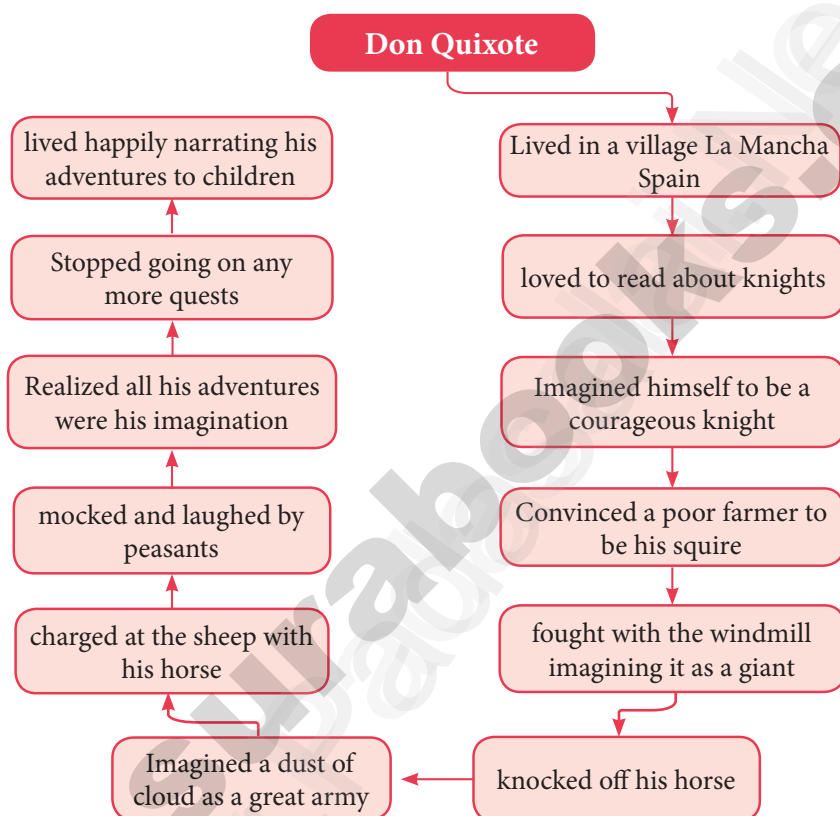 Don Quixote
Lived in a village La Mancha
Spain
loved to read about knights
Imagined himself to be a
courageous knight
Convinced a poor farmer to
be his squire
fought with the windmill
imagining it as a giant
knocked off his horse
Imagined a dust of
cloud as a great army
charged at the sheep with
his horse
mocked and laughed by
peasants
Realized all his adventures
were his imagination
Stopped going on any
more quests
lived happily narrating his
adventures to children
surabooks.